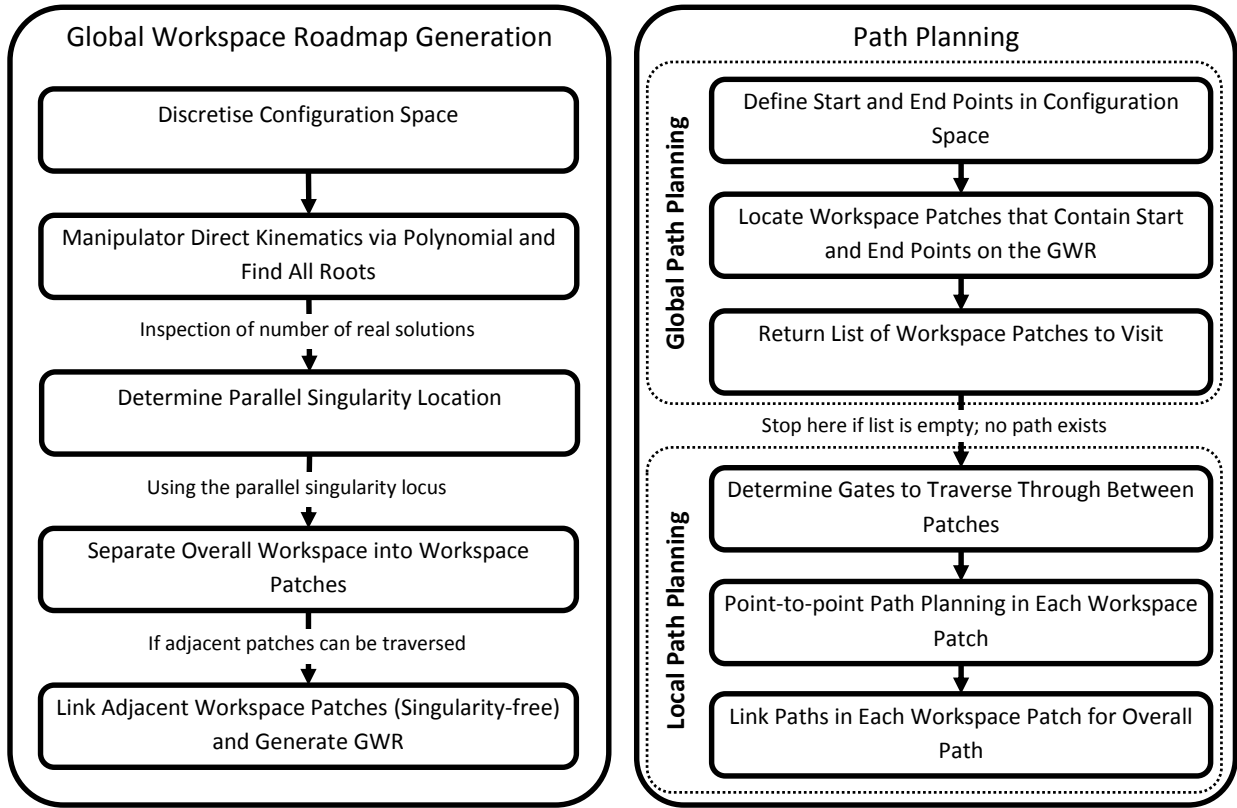 Global Workspace Roadmap Generation
Discretise Configuration Space
Manipulator Direct Kinematics via Polynomial and
Find All Roots
Inspection of number of real solutions
Determine Parallel Singularity Location
Using the parallel singularity locus
Separate Overall Workspace into Workspace
Patches
If adjacent patches can be traversed
Link Adjacent Workspace Patches (Singularity-free)
and Generate GWR
Path Planning
Global Path Planning
Define Start and End Points in Configuration
Space
Locate Workspace Patches that Contain Start
and End Points on the GWR
Return List of Workspace Patches to Visit
Stop here if list is empty; no path exists
Local Path Planning
Determine Gates to Traverse Through Between
Patches
Point-to-point Path Planning in Each Workspace
Patch
Link Paths in Each Workspace Patch for Overall
Path